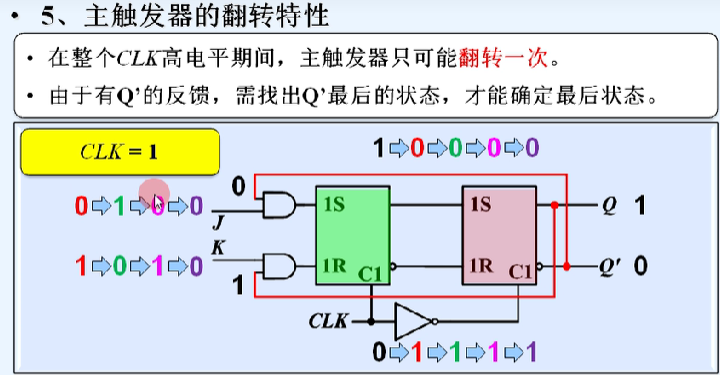 • 5、主触发器的翻转特性
• 在整个CLK高电平期间，主触发器只可能翻转一次。
• 由于有Q’的反馈，需找出Q’最后的状态，才能确定最后状态。
CLK = 1
1⇨0⇨0⇨0⇨0
0
0⇨1⇨0⇨0
J
1S
1S
Q 1
K
1⇨0⇨1⇨0
1
1R
C1
1R
C1
Q' 0
CLK
0⇨1⇨1⇨1⇨1